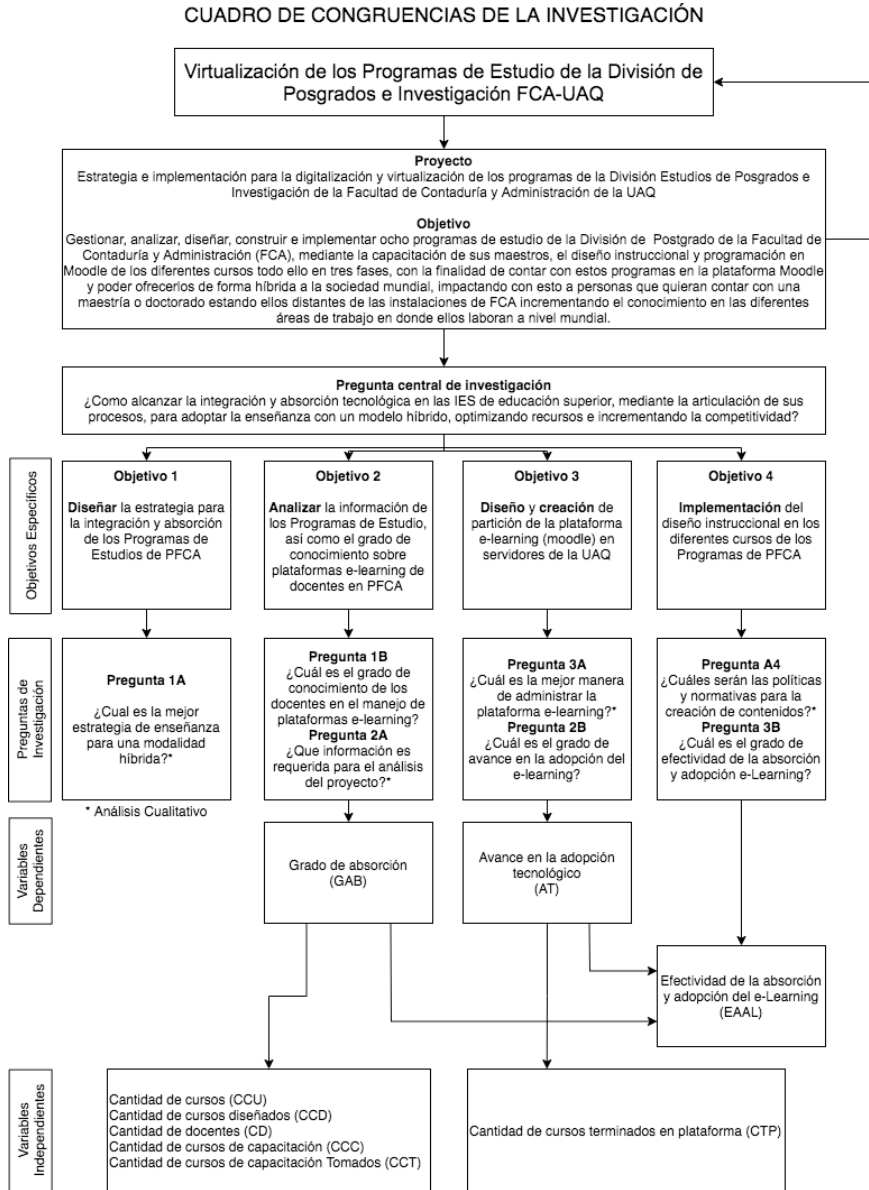 CUADRO DE CONGRUENCIAS DE LA INVESTIGACIÓN
Virtualización de los Programas de Estudio de la División de
Posgrados e Investigación FCA-UAQ
Proyecto
Estrategia e implementación para la digitalización y virtualización de los programas de la División Estudios de Posgrados e
Investigación de la Facultad de Contaduría y Administración de la UAQ
Objetivo
Gestionar, analizar, diseñar, construir e implementar ocho programas de estudio de la División de Postgrado de la Facultad de
Contaduría y Administración (FCA), mediante la capacitación de sus maestros, el diseño instruccional y programación en
Moodle de los diferentes cursos todo ello en tres fases, con la finalidad de contar con estos programas en la plataforma Moodle
y poder ofrecerlos de forma híbrida a la sociedad mundial, impactando con esto a personas que quieran contar con una
maestría o doctorado estando ellos distantes de las instalaciones de FCA incrementando el conocimiento en las diferentes
áreas de trabajo en donde ellos laboran a nivel mundial.
Pregunta central de investigación
¿Como alcanzar la integración y absorción tecnológica en las IES de educación superior, mediante la articulación de sus
procesos, para adoptar la enseñanza con un modelo híbrido, optimizando recursos e incrementando la competitividad?
Objetivos Específicos
Objetivo 1
Diseñar la estrategia para
la integración y absorción
de los Programas de
Estudios de PFCA
Objetivo 2
Analizar la información de
los Programas de Estudio,
así como el grado de
conocimiento sobre
plataformas e-learning de
docentes en PFCA
Objetivo 3
Diseño y creación de
partición de la plataforma
e-learning (moodle) en
servidores de la UAQ
Objetivo 4
Implementación del
diseño instruccional en los
diferentes cursos de los
Programas de PFCA
Preguntas de
Investigación
Pregunta 1A
¿Cual es la mejor
estrategia de enseñanza
para una modalidad
híbrida?*
Pregunta 1B
¿Cuál es el grado de
conocimiento de los
docentes en el manejo de
plataformas e-learning?
Pregunta 2A
¿Que información es
requerida para el análisis
del proyecto?*
Pregunta 3A
¿Cuál es la mejor manera
de administrar la
plataforma e-learning?*
Pregunta 2B
¿Cuál es el grado de
avance en la adopción del
e-learning?
Pregunta A4
¿Cuáles serán las políticas
y normativas para la
creación de contenidos?*
Pregunta 3B
¿Cuál es el grado de
efectividad de la absorción
y adopción e-Learning?
* Análisis Cualitativo
Variables
Dependientes
Grado de absorción
(GAB)
Avance en la adopción
tecnológico
(AT)
Efectividad de la absorción
y adopción del e-Learning
(EAAL)
Variables
Independientes
Cantidad de cursos (CCU)
Cantidad de cursos diseñados (CCD)
Cantidad de docentes (CD)
Cantidad de cursos de capacitación (CCC)
Cantidad de cursos de capacitación Tomados (CCT)
Cantidad de cursos terminados en plataforma (CTP)